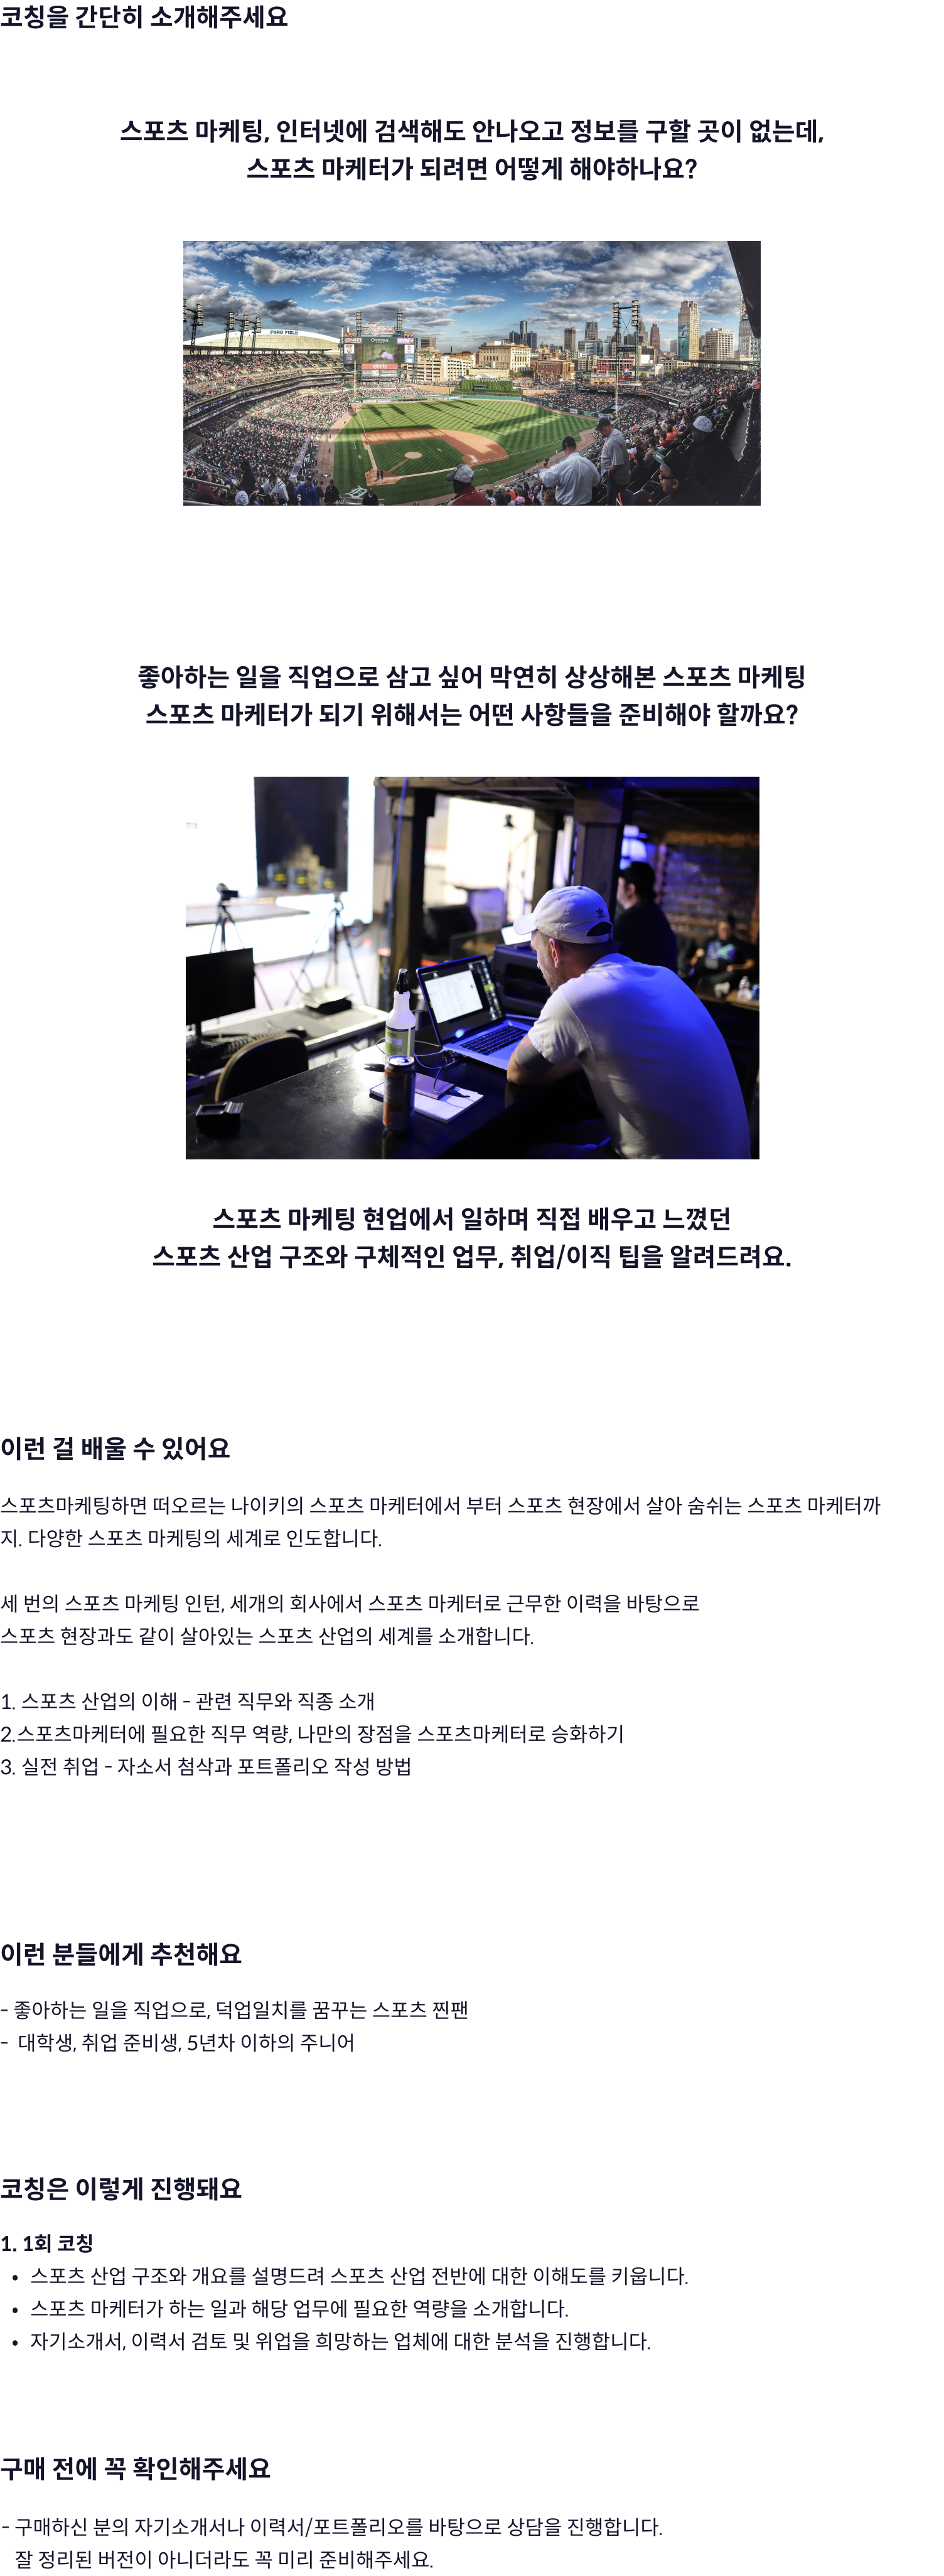 코칭을 간단히 소개해주세요
스포츠 마케팅, 인터넷에 검색해도 안나오고 정보를 구할 곳이 없는데,
스포츠 마케터가 되려면 어떻게 해야하나요?
FORD FIELD
좋아하는 일을 직업으로 삼고 싶어 막연히 상상해본 스포츠 마케팅
스포츠 마케터가 되기 위해서는 어떤 사항들을 준비해야 할까요?
스포츠 마케팅 현업에서 일하며 직접 배우고 느꼈던
스포츠 산업 구조와 구체적인 업무, 취업/이직 팁을 알려드려요.
이런 걸 배울 수 있어요
스포츠마케팅하면 떠오르는 나이키의 스포츠 마케터에서 부터 스포츠 현장에서 살아 숨쉬는 스포츠 마케터까
지. 다양한 스포츠 마케팅의 세계로 인도합니다.
세 번의 스포츠 마케팅 인턴, 세개의 회사에서 스포츠 마케터로 근무한 이력을 바탕으로
스포츠 현장과도 같이 살아있는 스포츠 산업의 세계를 소개합니다.
1. 스포츠 산업의 이해 - 관련 직무와 직종 소개
2.스포츠마케터에 필요한 직무 역량, 나만의 장점을 스포츠마케터로 승화하기
3. 실전 취업 - 자소서 첨삭과 포트폴리오 작성 방법
이런 분들에게 추천해요
- 좋아하는 일을 직업으로, 덕업일치를 꿈꾸는 스포츠 찐팬
- 대학생, 취업 준비생, 5년차 이하의 주니어
코칭은 이렇게 진행돼요
1. 1회 코칭
• 스포츠 산업 구조와 개요를 설명드려 스포츠 산업 전반에 대한 이해도를 키웁니다.
• 스포츠 마케터가 하는 일과 해당 업무에 필요한 역량을 소개합니다.
• 자기소개서, 이력서 검토 및 위업을 희망하는 업체에 대한 분석을 진행합니다.
구매 전에 꼭 확인해주세요
- 구매하신 분의 자기소개서나 이력서/포트폴리오를 바탕으로 상담을 진행합니다.
잘 정리된 버전이 아니더라도 꼭 미리 준비해주세요.